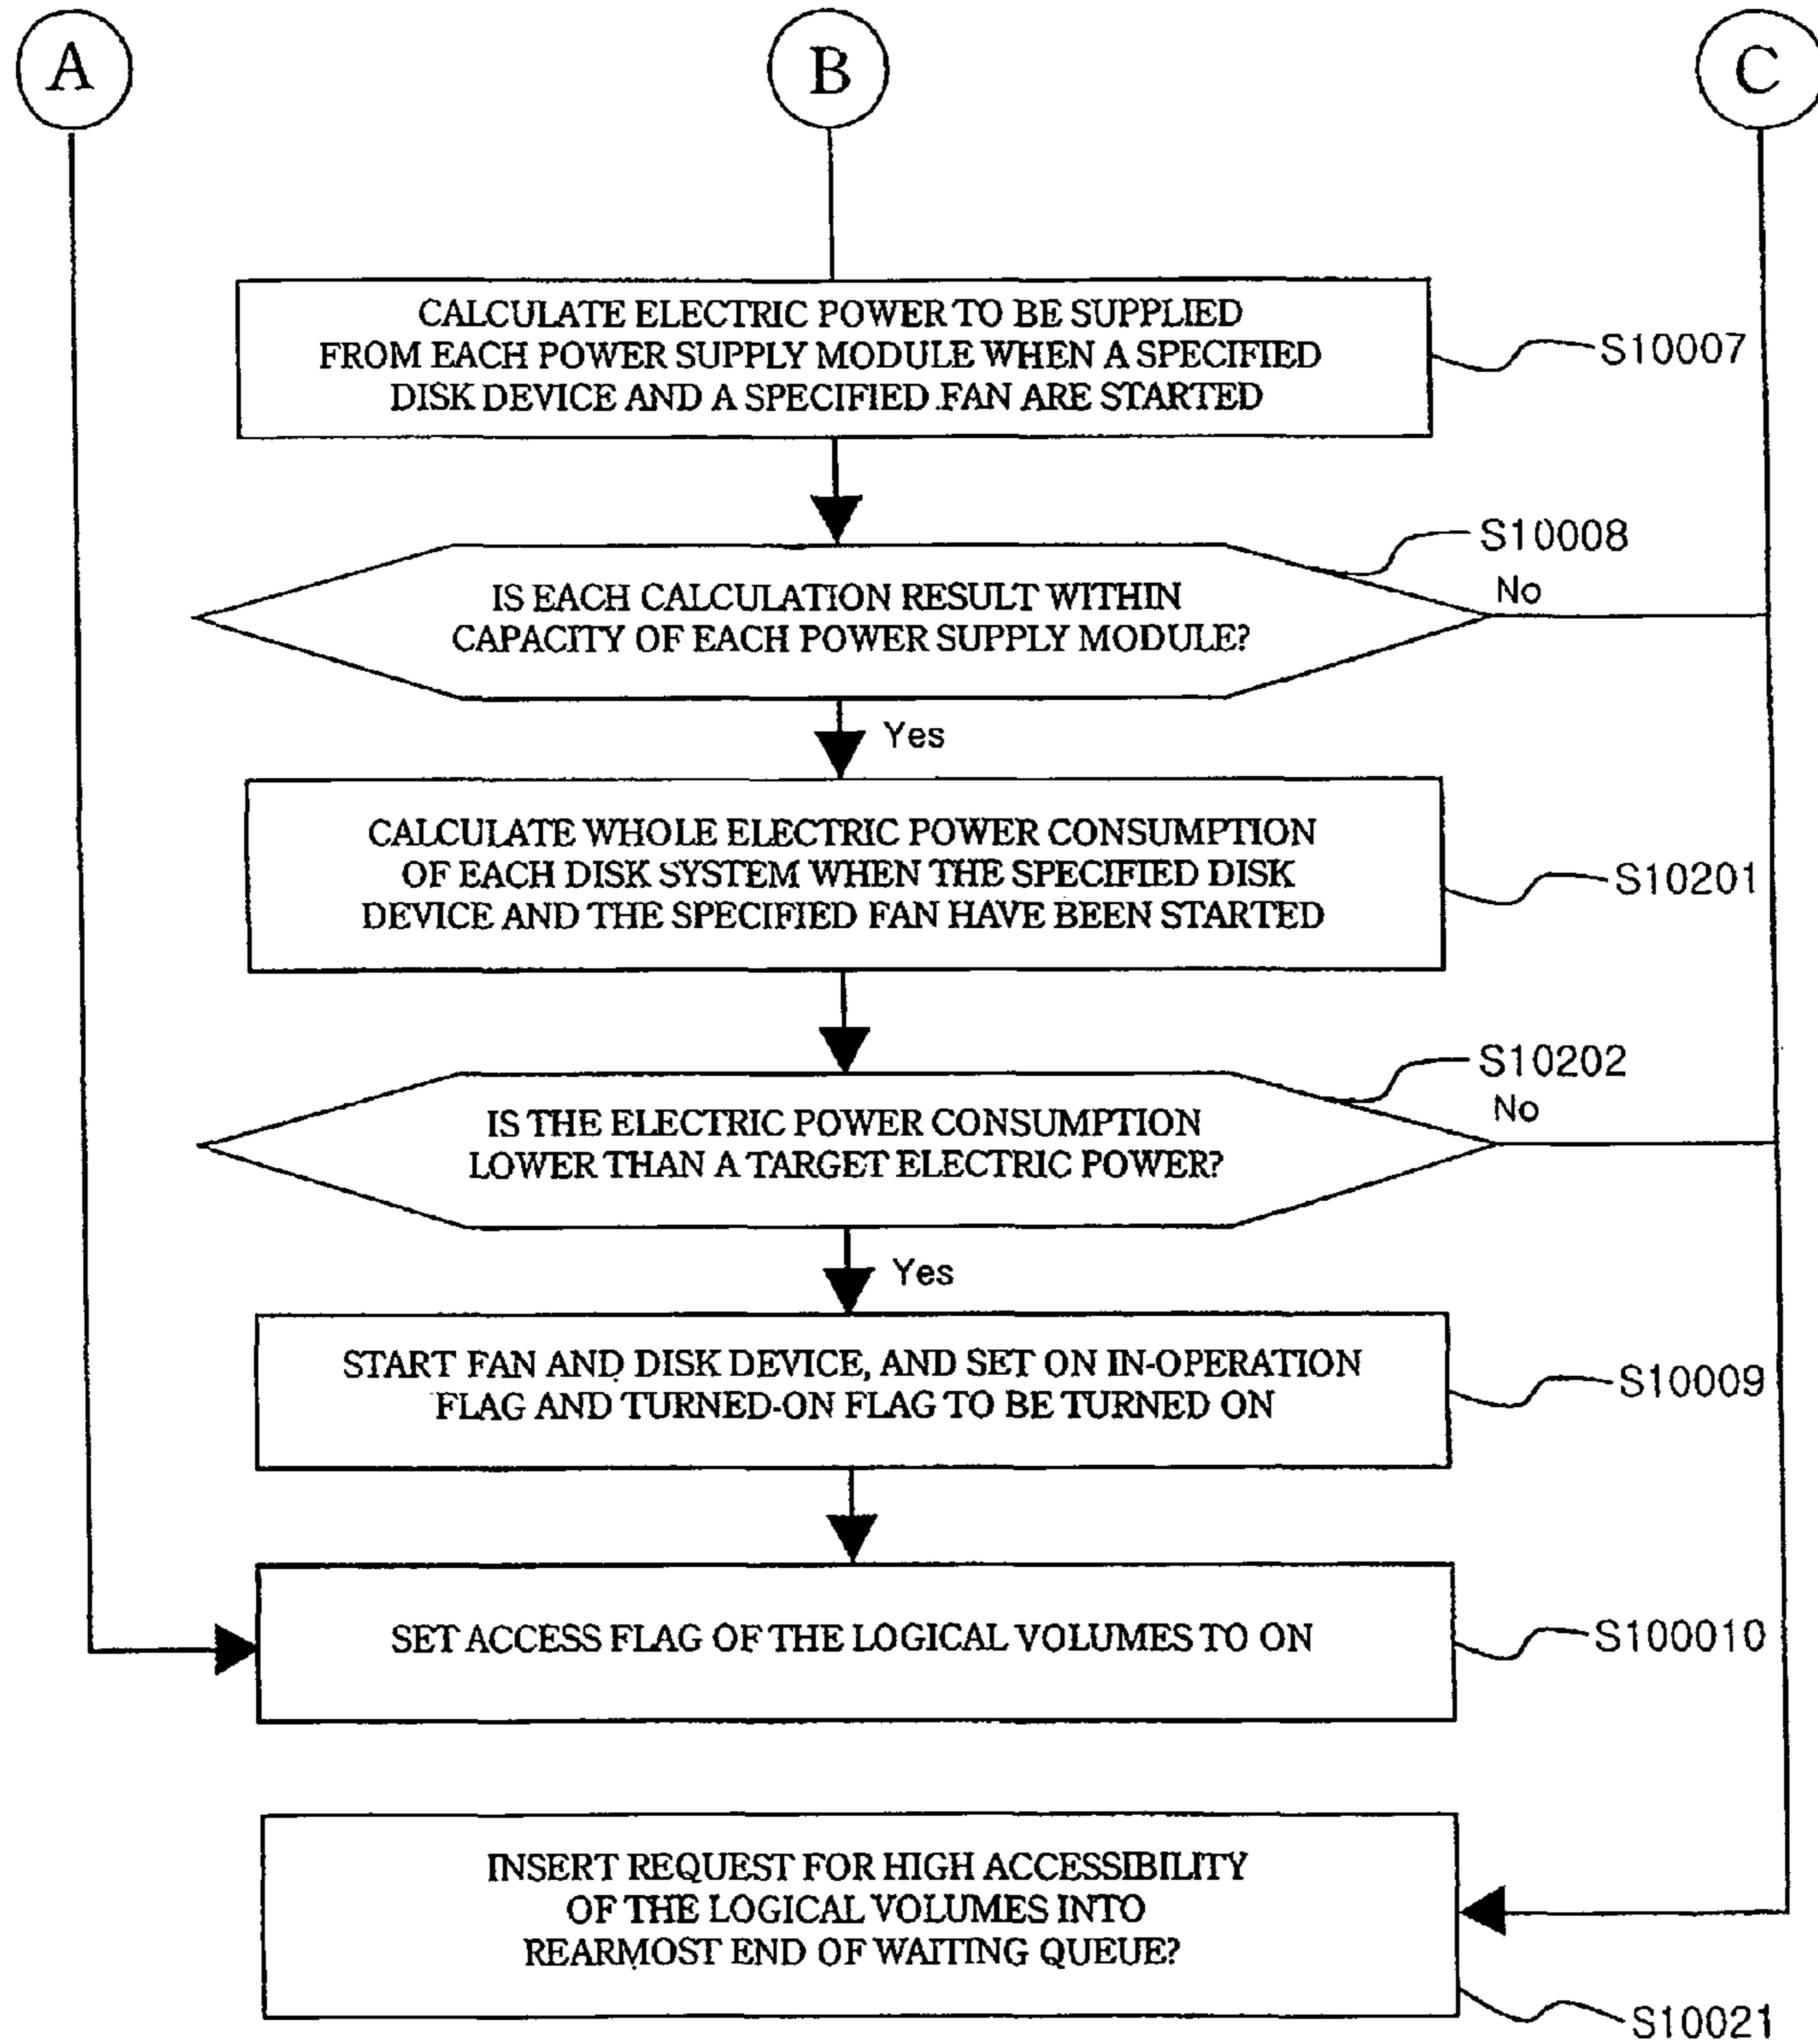 A
B
C
CALCULATE ELECTRIC POWER TO BE SUPPLIED
FROM EACH POWER SUPPLY MODULE WHEN A SPECIFIED
DISK DEVICE AND A SPECIFIED FAN ARE STARTED
S10007
S10008
No
IS EACH CALCULATION RESULT WITHIN
CAPACITY OF EACH POWER SUPPLY MODULE?
Yes
CALCULATE WHOLE ELECTRIC POWER CONSUMPTION
OF EACH DISK SYSTEM WHEN THE SPECIFIED DISK
DEVICE AND THE SPECIFIED FAN HAVE BEEN STARTED
S10201
S10202
No
IS THE ELECTRIC POWER CONSUMPTION
LOWER THAN A TARGET ELECTRIC POWER?
Yes
START FAN AND DISK DEVICE, AND SET ON IN-OPERATION
FLAG AND TURNED-ON FLAG TO BE TURNED ON
S10009
SET ACCESS FLAG OF THE LOGICAL VOLUMES TO ON
S100010
INSERT REQUEST FOR HIGH ACCESSIBILITY
OF THE LOGICAL VOLUMES INTO
REARMOST END OF WAITING QUEUE?
S10021